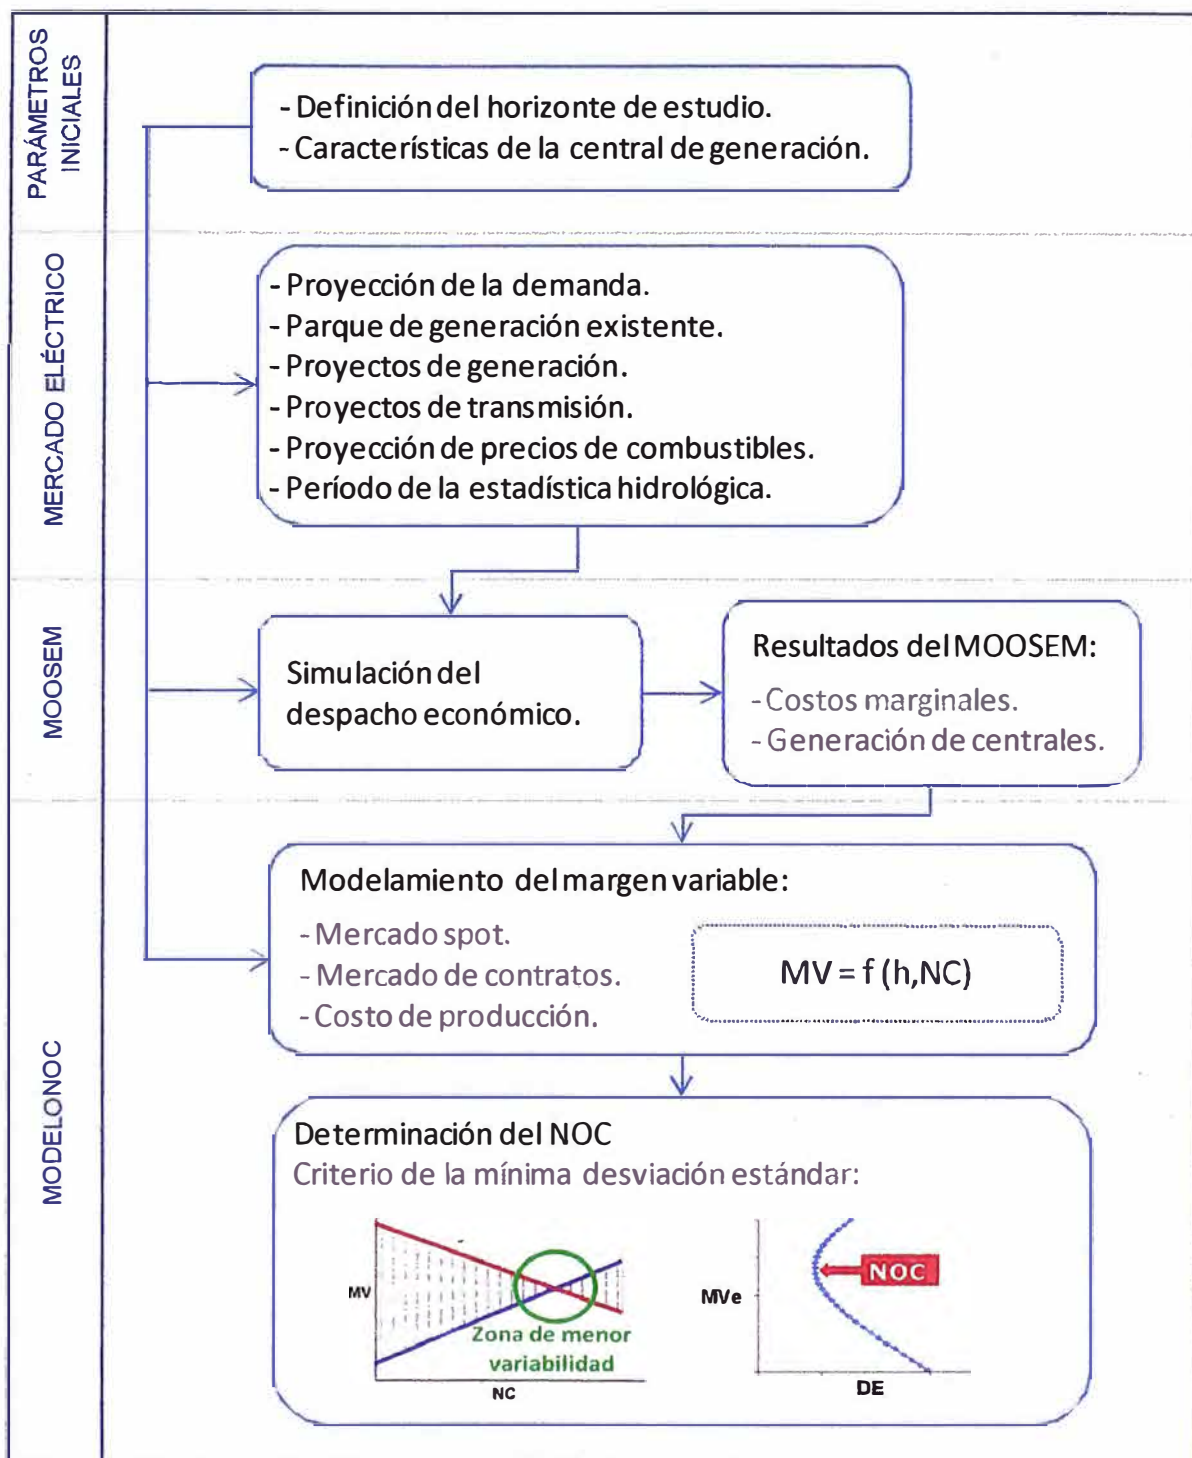 PARÁMETROS
INICIALES
- Definición del horizonte de estudio.
- Características de la central de generación.
MERCADO ELÉCTRICO
- Proyección de la demanda.
- Parque de generación existente.
- Proyectos de generación.
- Proyectos de transmisión.
- Proyección de precios de combustibles.
- Período de la estadística hidrológica.
MOOSEM
Simulación del
despacho económico.
Resultados del MOOSEM:
- Costos marginales.
- Generación de centrales.
MODELONOC
Modelamiento del margen variable:
- Mercado spot.
- Mercado de contratos.
- Costo de producción.
MV = f (h,NC)
Determinación del NOC
Criterio de la mínima desviación estándar:
MV
Zona de menor
variabilidad
NC
MVe
NOC
DE